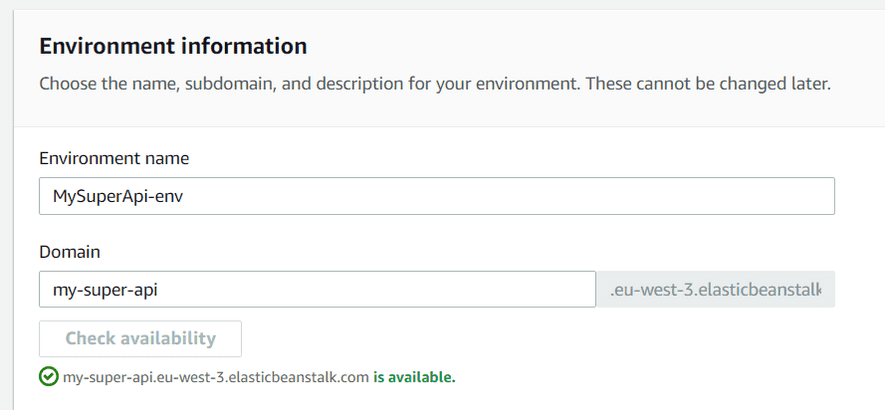 Environment information
Choose the name, subdomain, and description for your environment. These cannot be changed later.
Environment name
MySuperApi-env
Domain
my-super-api .eu-west-3.elasticbeanstalk
Check availability
my-super-api.eu-west-3.elasticbeanstalk.com is available.